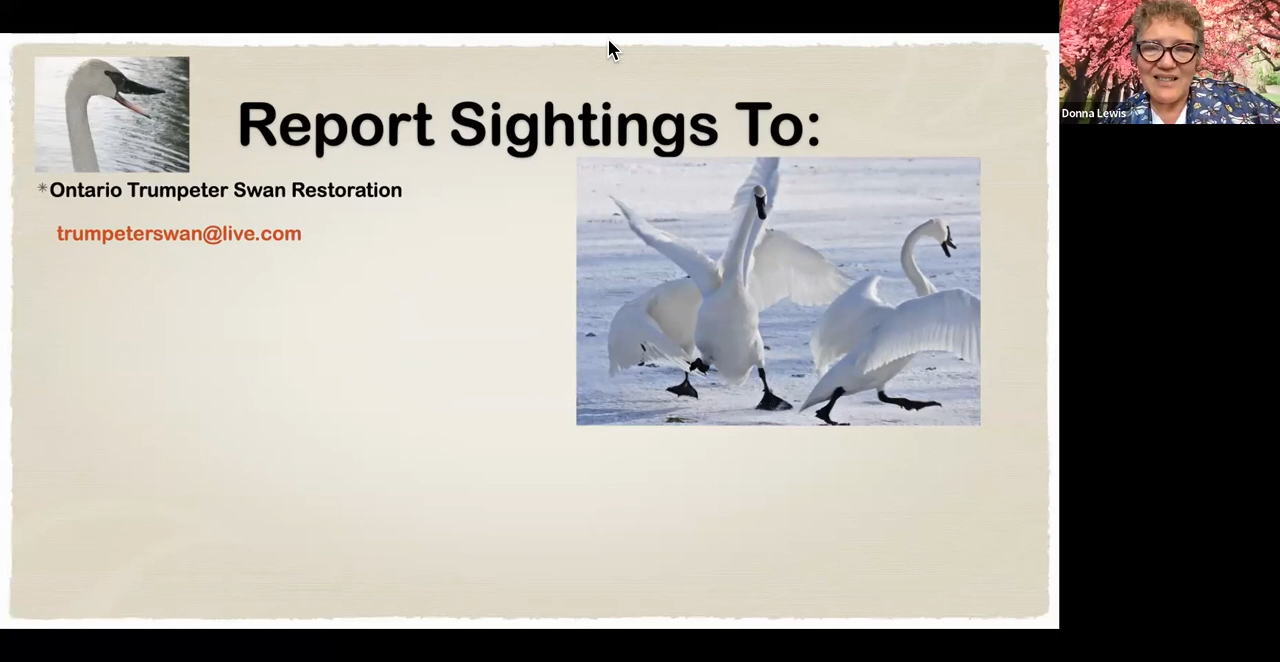 Report Sightings To:
*Ontario Trumpeter Swan Restoration
trumpeterswan@live.com
Donna Lewis